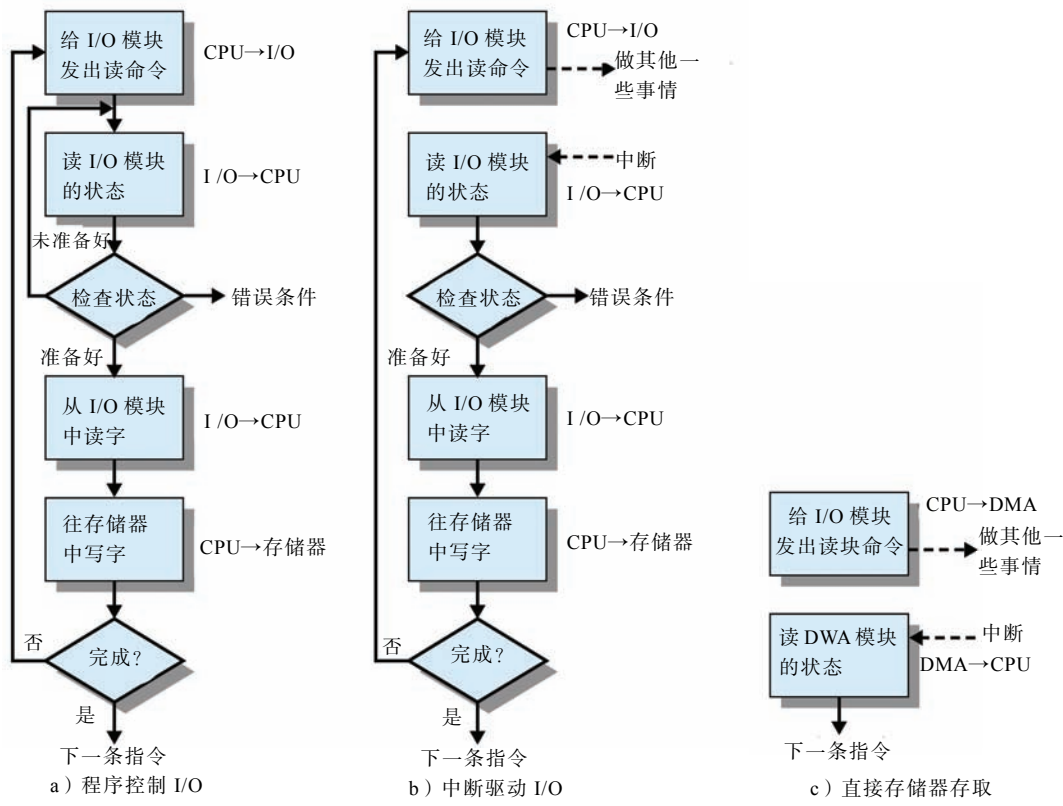 给 I/O 模块
发出读命令
CPU→I/O
读 I/O 模块
的状态
I /O→CPU
未准备好
检查状态
错误条件
准备好
从 I/O 模块
中读字
I /O→CPU
往存储器
中写字
CPU→存储器
否
完成?
是
下一条指令
a）程序控制 I/O
给 I/O 模块
发出读命令
CPU→I/O
做其他一
些事情
读 I/O 模块
的状态
中断
I /O→CPU
检查状态
错误条件
准备好
从 I/O 模块
中读字
I /O→CPU
往存储器
中写字
CPU→存储器
否
完成?
是
下一条指令
b）中断驱动 I/O
给 I/O 模块
发出读块命令
CPU→DMA
做其他一
些事情
读 DWA 模块
的状态
中断
DMA→CPU
下一条指令
c）直接存储器存取